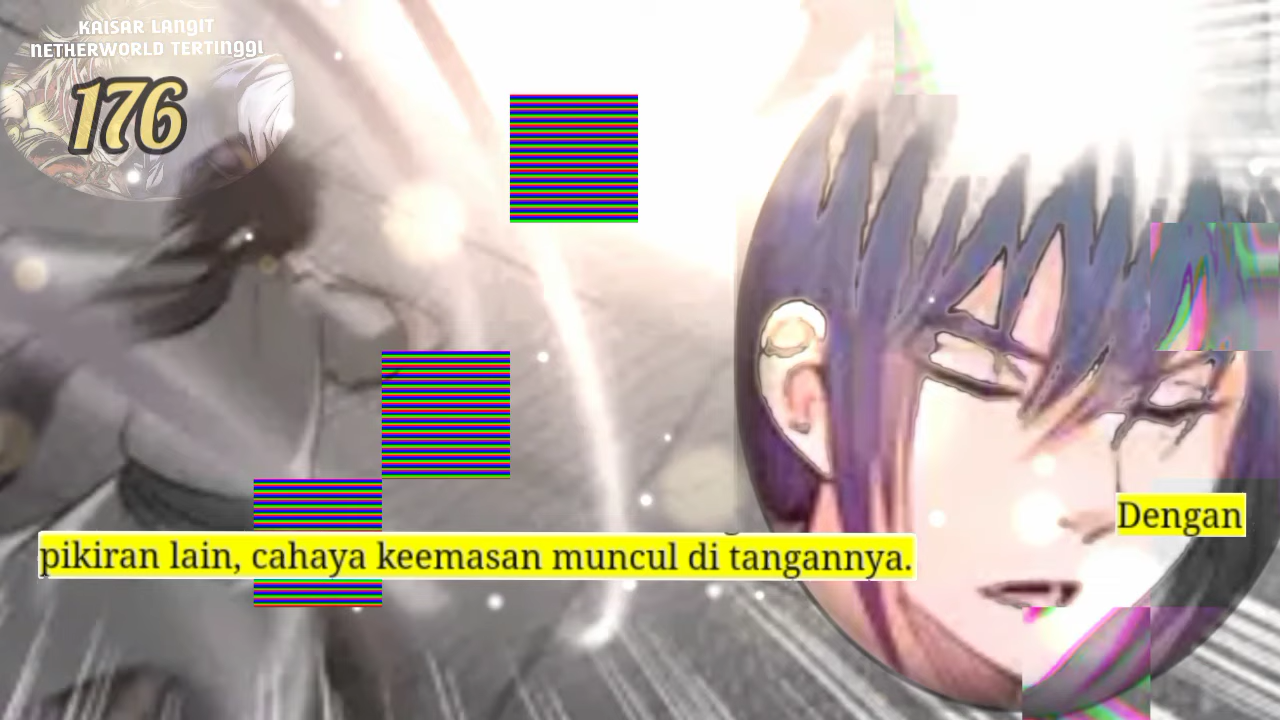 KAISAR LANGIT
NETHERWORLD TERTINGGI
176
Dengan
pikiran lain, cahaya keemasan muncul di tangannya.